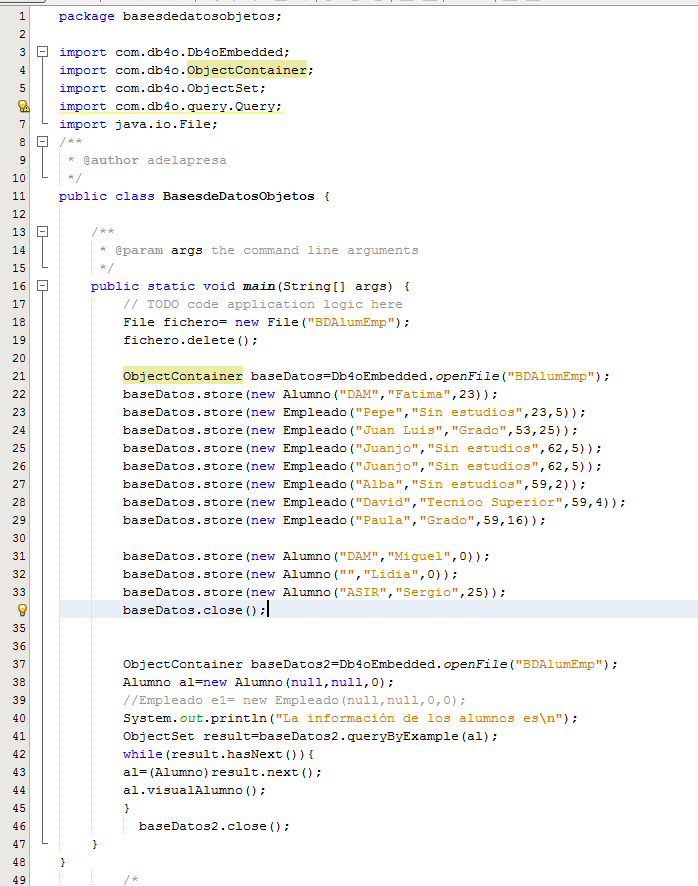 1 package basesdedatosobjetos;
2
3 import com.db4o.Db4oEmbedded;
4 import com.db4o.ObjectContainer;
5 import com.db4o.ObjectSet;
import com.db4o.query.Query;
7 import java.io.File;
8 /**
9 * @author adelapresa
10 */
11 public class BasesdeDatosObjetos {
12
13 /**
14 * @param args the command line arguments
15 */
16 public static void main(String[] args) {
17 // TODO code application logic here
18 File fichero= new File("BDAlumEmp");
19 fichero.delete();
20
21 ObjectContainer baseDatos=Db4oEmbedded.openFile("BDAlumEmp");
22 baseDatos.store(new Alumno("DAM","Fatima",23));
23 baseDatos.store(new Empleado("Pepe","Sin estudios",23,5));
24 baseDatos.store(new Empleado("Juan Luis","Grado",53,25));
25 baseDatos.store(new Empleado("Juanjo","Sin estudios",62,5));
26 baseDatos.store(new Empleado("Juanjo","Sin estudios",62,5));
27 baseDatos.store(new Empleado("Alba","Sin estudios",59,2));
28 baseDatos.store(new Empleado("David","Tecnioo Superior",59,4));
29 baseDatos.store(new Empleado("Paula","Grado",59,16));
30
31 baseDatos.store(new Alumno("DAM","Miguel",0));
32 baseDatos.store(new Alumno("","Lidia",0));
33 baseDatos.store(new Alumno("ASIR","Sergio",25));
baseDatos.close();
35
36
37 ObjectContainer baseDatos2=Db4oEmbedded.openFile("BDAlumEmp");
38 Alumno al=new Alumno(null,null,0);
39 //Empleado e1= new Empleado(null,null,0,0);
40 System.out.println("La información de los alumnos es\n");
41 ObjectSet result=baseDatos2.queryByExample(al);
42 while(result.hasNext()){
43 al=(Alumno)result.next();
44 al.visualAlumno();
45 }
46 baseDatos2.close();
47 }
48 }
49 /*